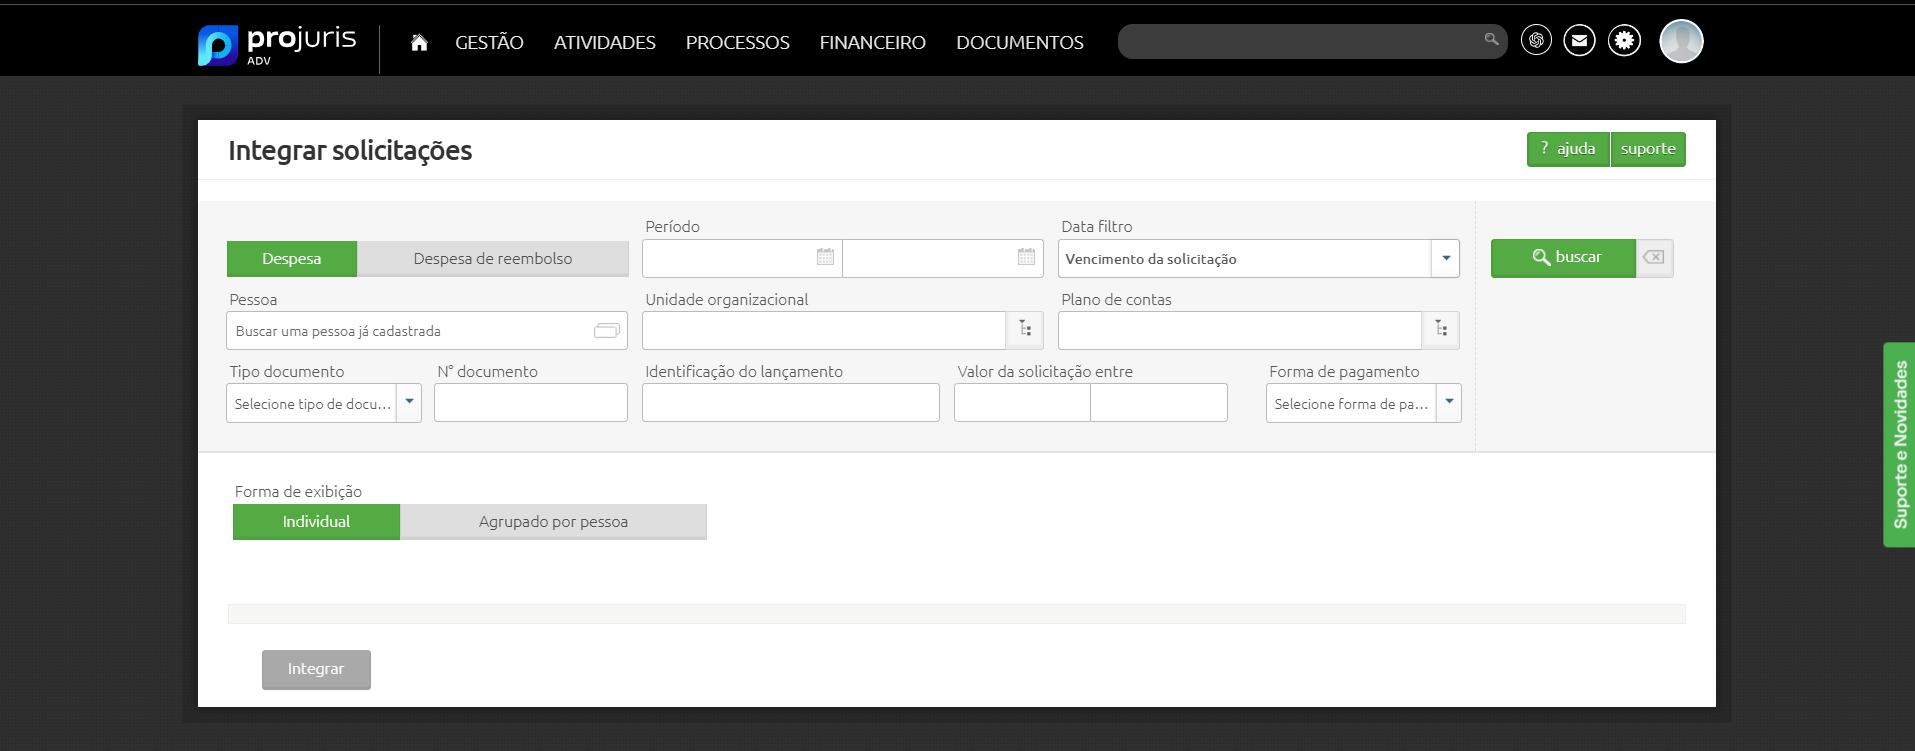 projuris
ADV
GESTÃO
ATIVIDADES
PROCESSOS
FINANCEIRO
DOCUMENTOS
Integrar solicitações
? ajuda
suporte
Despesa
Despesa de reembolso
Período
Data filtro
Vencimento da solicitação
buscar
Pessoa
Buscar uma pessoa já cadastrada
Unidade organizacional
Plano de contas
Tipo documento
Selecione tipo de docu...
N° documento
Identificação do lançamento
Valor da solicitação entre
Forma de pagamento
Selecione forma de pa...
Suporte e Novidades
Forma de exibição
Individual
Agrupado por pessoa
Integrar